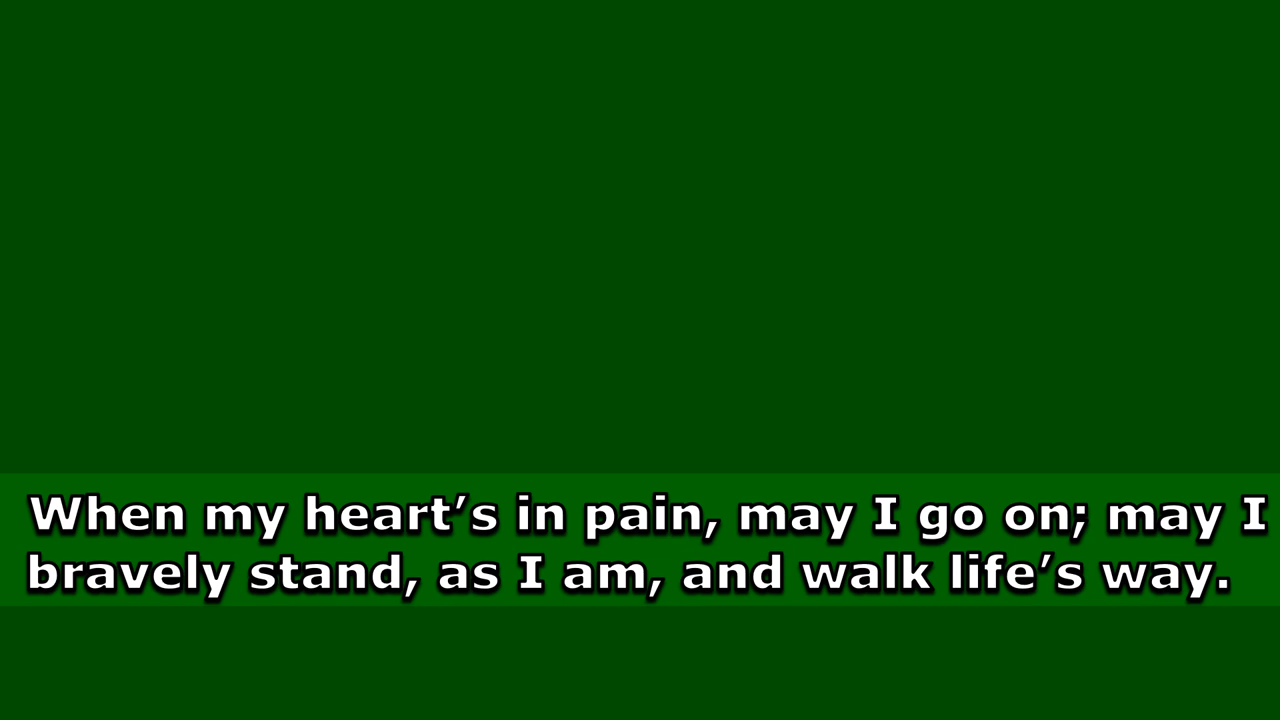 When my heart’s in pain, may I go on; may I
bravely stand, as I am, and walk life’s way.